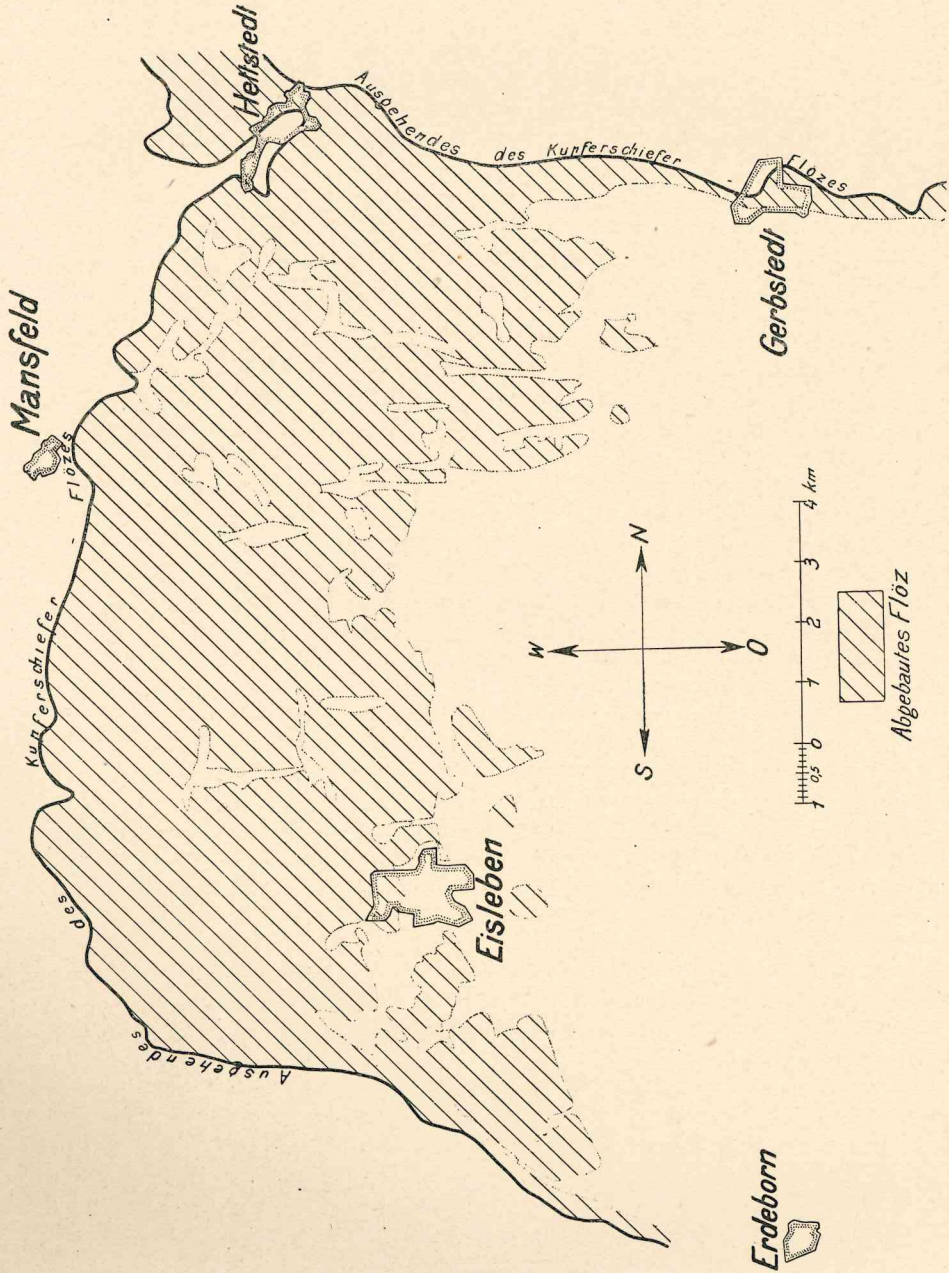 Mansfeld
Hettstedt
Ausgehendes des Kupferschiefer Flözes
Ausgehendes des Kupferschiefer Flözes
Gerbstedt
Eisleben
Erdeborn
W
S
N
O
1 0,5 0 1 2 3 4 km
Abgebautes Flöz